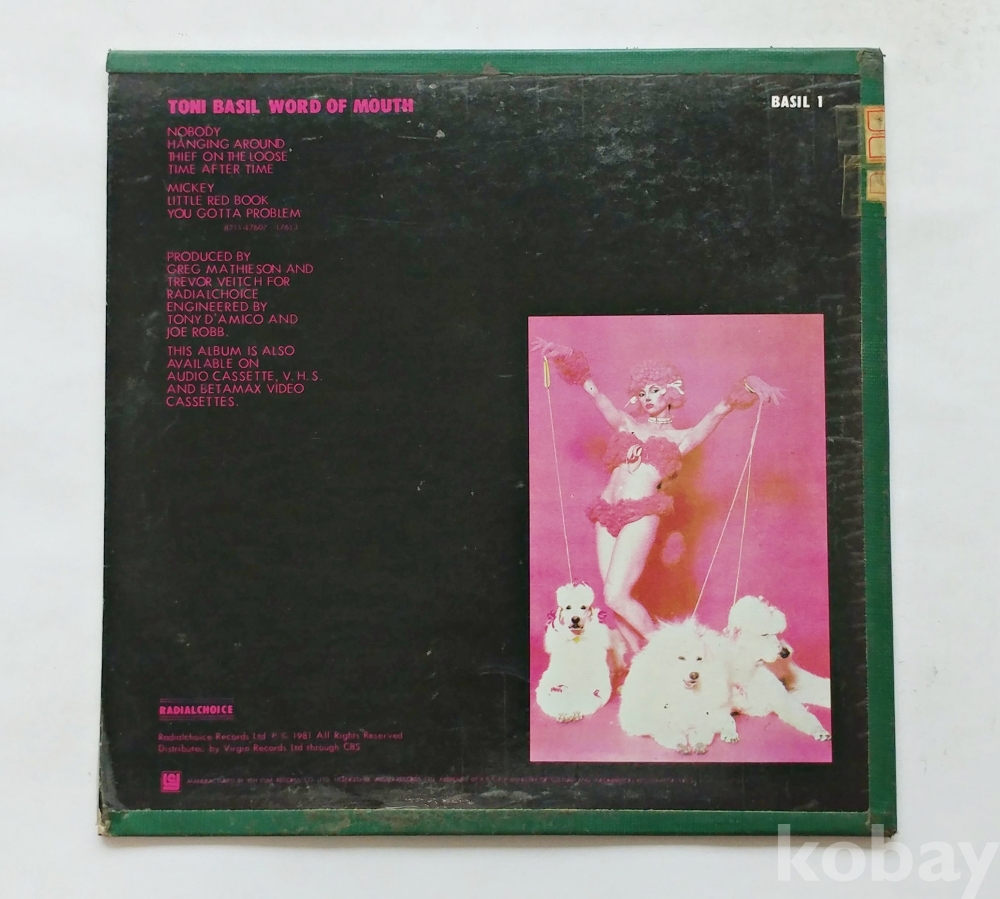 TONI BASIL WORD OF MOUTH
BASIL 1
NOBODY
HANGING AROUND
THIEF ON THE LOOSE
TIME AFTER TIME
MICKEY
LITTLE RED BOOK
YOU GOTTA PROBLEM
PRODUCED BY
GREG MATHIESON AND
TREVOR VEITCH FOR
RADIALCHOICE
ENGINEERED BY
TONY D'AMICO AND
JOE ROBB.
THIS ALBUM IS ALSO
AVAILABLE ON
AUDIO CASSETTE, V.H.S.
AND BETAMAX VIDEO
CASSETTES.
RADIALCHOICE
Radialchoice Records Ltd P. © 1981 All Rights Reserved
Distributed by Virgin Records Ltd through CBS
kobay